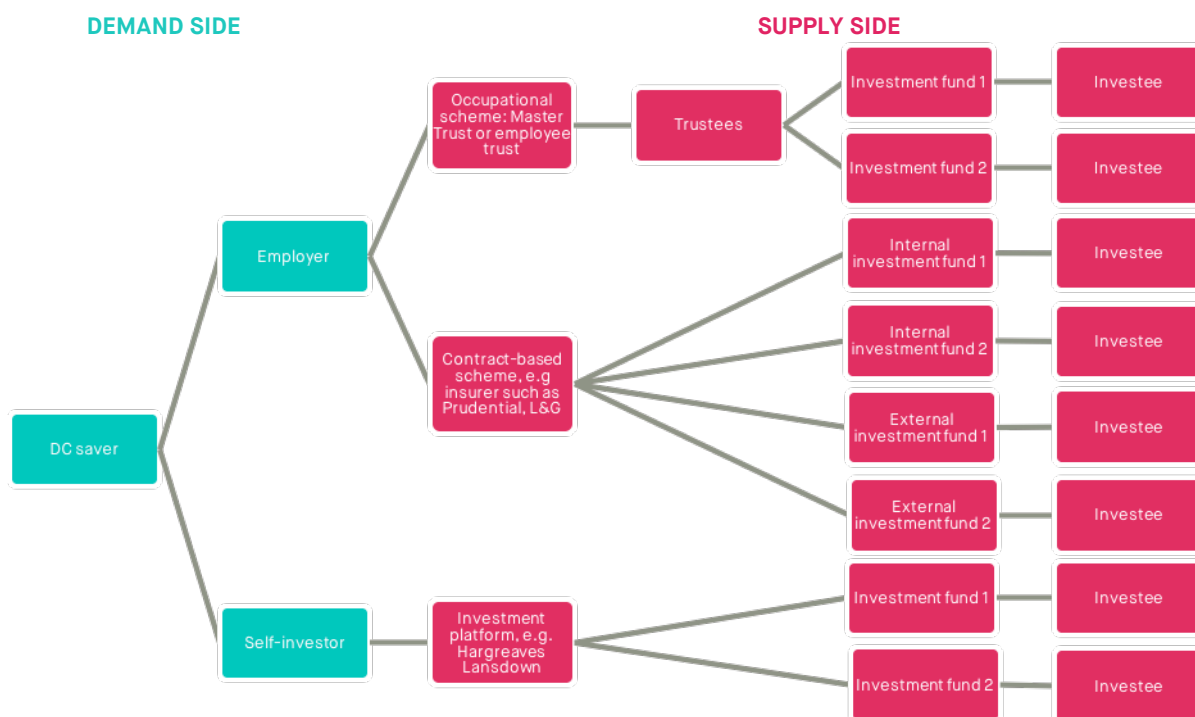 DEMAND SIDE
SUPPLY SIDE
Investment fund 1
Investee
Occupational
scheme: Master
Trust or employee
trust
Trustees
Investment fund 2
Investee
Employer
Internal
investment fund 1
Investee
Internal
investment fund 2
Investee
Contract-based
scheme, e.g
insurer such as
Prudential, L&G
External
investment fund 1
Investee
DC saver
External
investment fund 2
Investee
Investment fund 1
Investee
Self-investor
Investment
platform, e.g.
Hargreaves
Lansdown
Investment fund 2
Investee